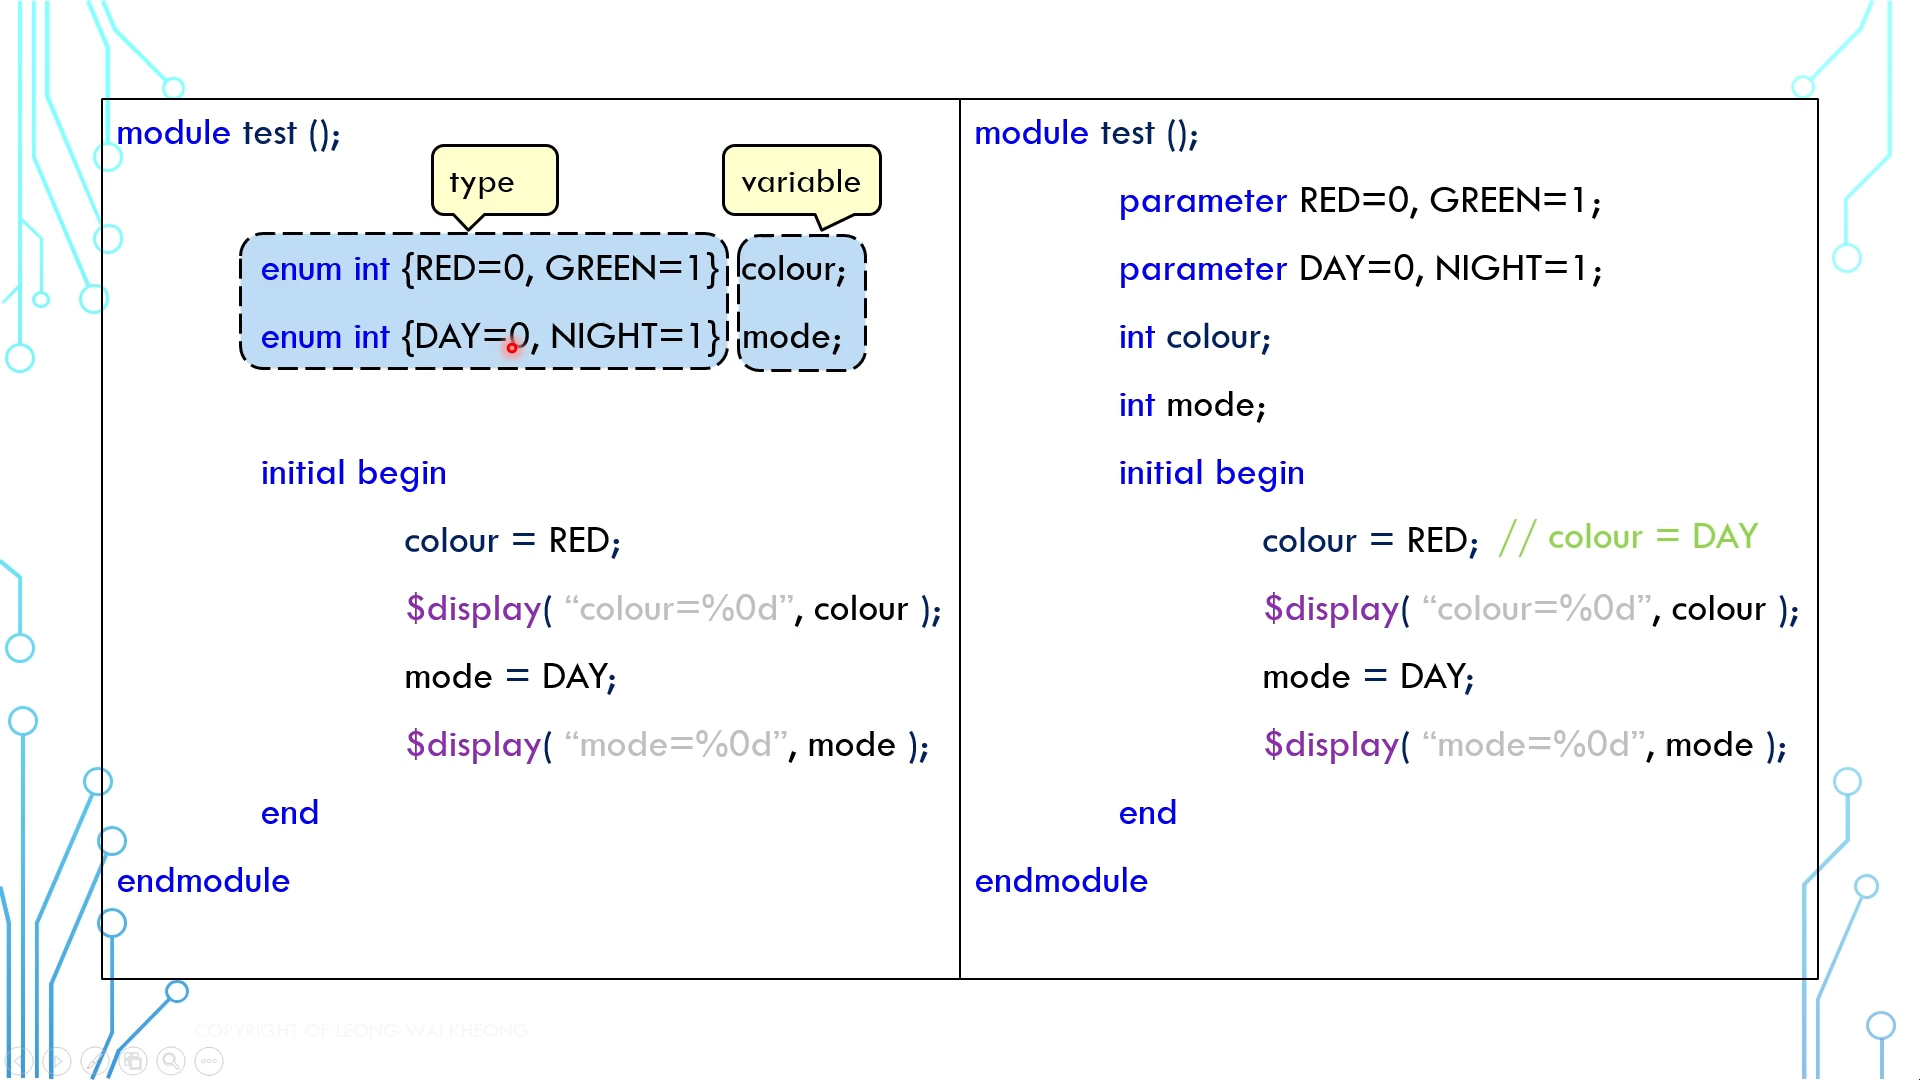 module test ();
type
variable
enum int {RED=0, GREEN=1} colour;
enum int {DAY=0, NIGHT=1} mode;
initial begin
colour = RED;
$display( “colour=%0d”, colour );
mode = DAY;
$display( “mode=%0d”, mode );
end
endmodule
module test ();
parameter RED=0, GREEN=1;
parameter DAY=0, NIGHT=1;
int colour;
int mode;
initial begin
colour = RED; // colour = DAY
$display( “colour=%0d”, colour );
mode = DAY;
$display( “mode=%0d”, mode );
end
endmodule
COPYRIGHT OF LEONG WAI KHEONG